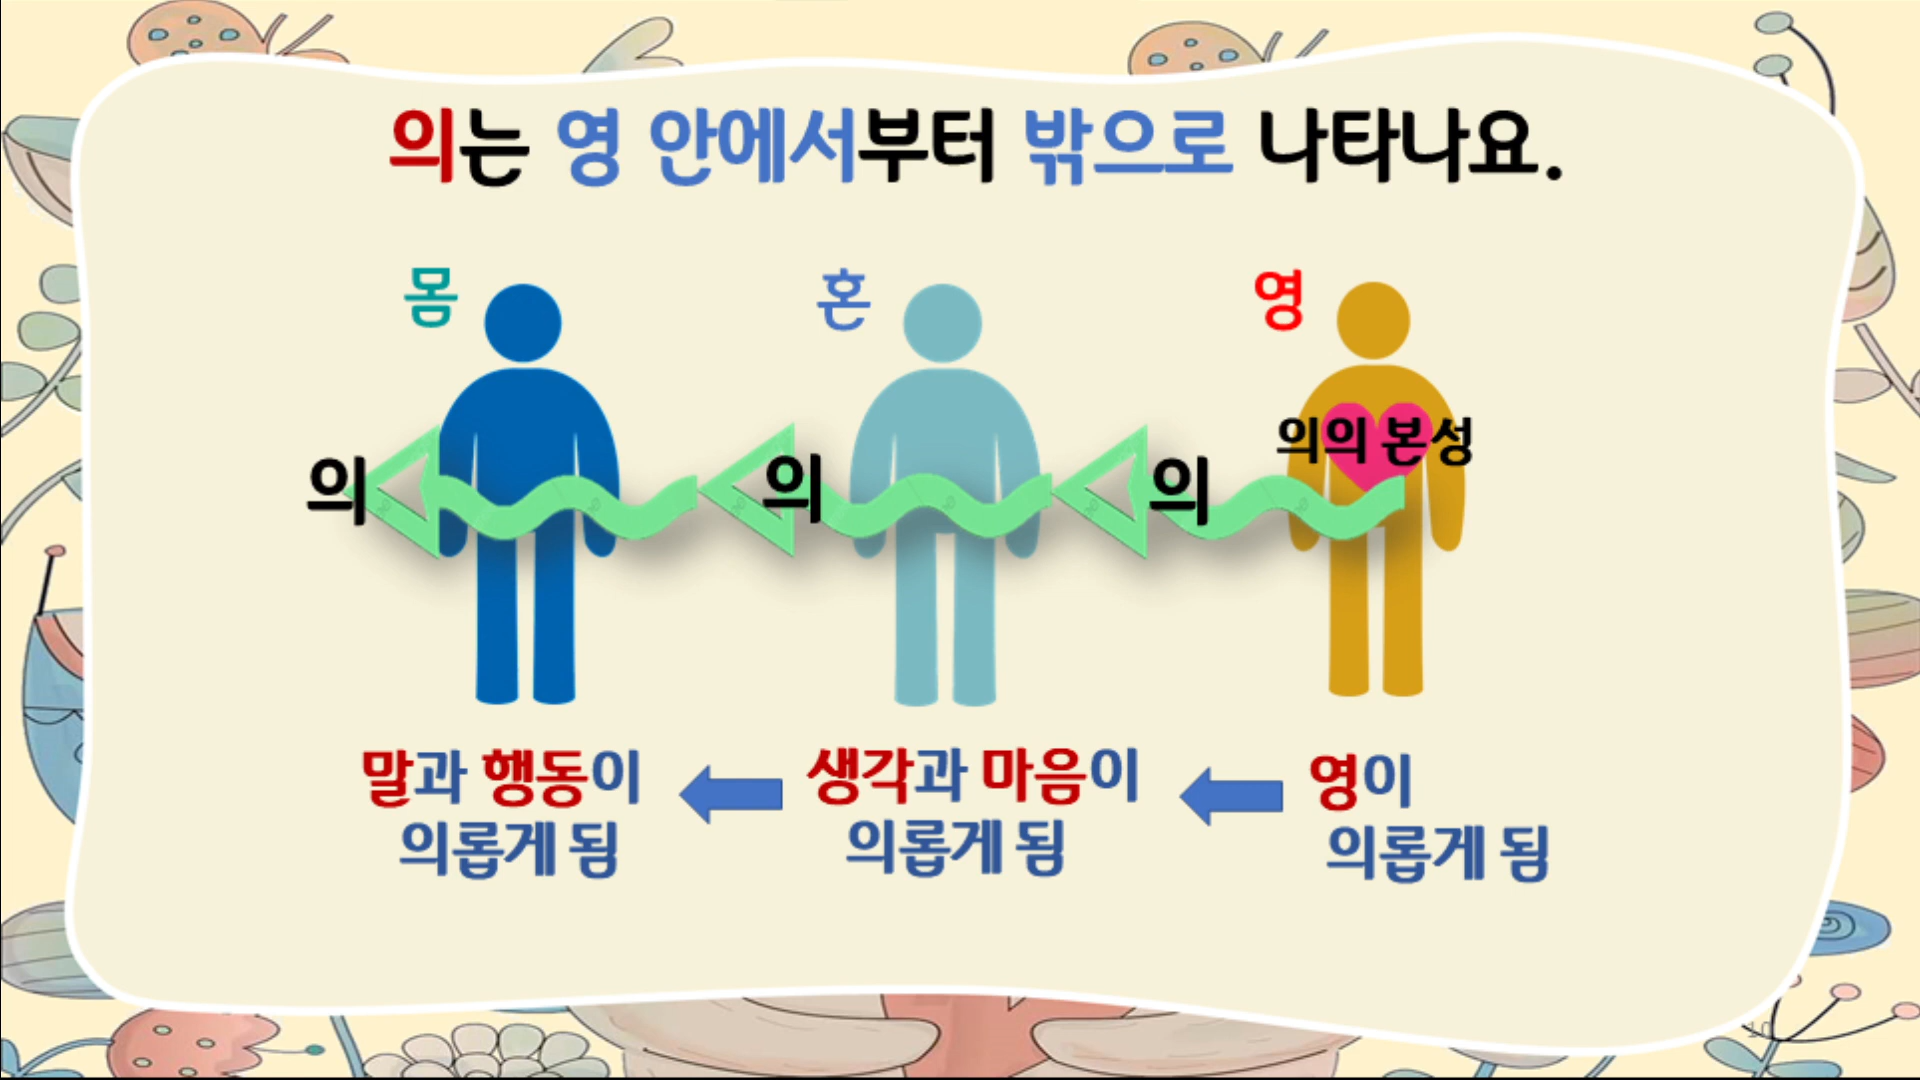 의는 영 안에서부터 밖으로 나타나요.
몸
혼
영
의의 본성
의
의
의
말과 행동이
의롭게 됨
생각과 마음이
의롭게 됨
영이
의롭게 됨
10